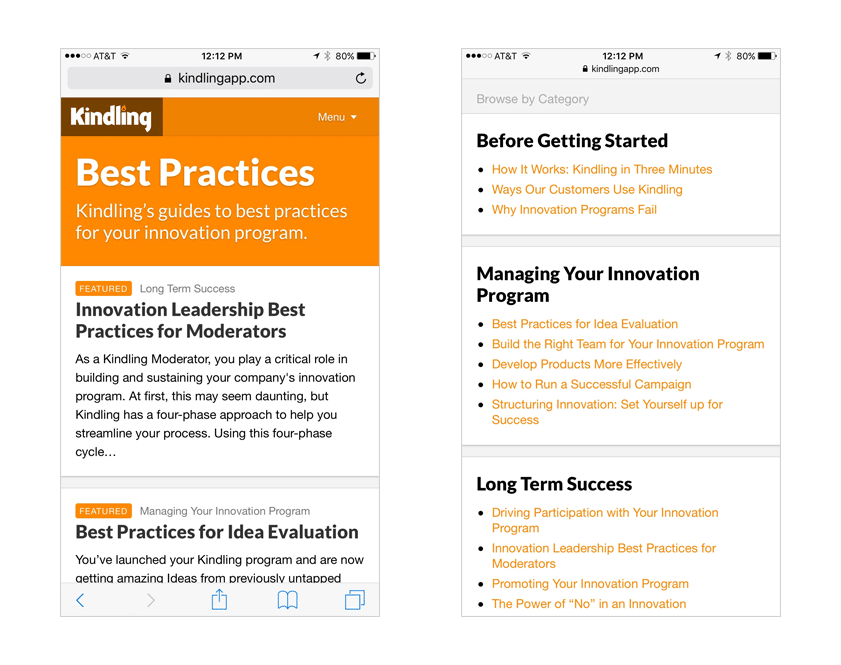 AT&T 12:12 PM 80%
kindlingapp.com
Kindling Menu
Best Practices
Kindling’s guides to best practices
for your innovation program.
FEATURED Long Term Success
Innovation Leadership Best
Practices for Moderators
As a Kindling Moderator, you play a critical role in
building and sustaining your company's innovation
program. At first, this may seem daunting, but
Kindling has a four-phase approach to help you
streamline your process. Using this four-phase
cycle…
FEATURED Managing Your Innovation Program
Best Practices for Idea Evaluation
You’ve launched your Kindling program and are now
getting amazing Ideas from previously untapped
AT&T 12:12 PM 80%
kindlingapp.com
Browse by Category
Before Getting Started
• How It Works: Kindling in Three Minutes
• Ways Our Customers Use Kindling
• Why Innovation Programs Fail
Managing Your Innovation
Program
• Best Practices for Idea Evaluation
• Build the Right Team for Your Innovation Program
• Develop Products More Effectively
• How to Run a Successful Campaign
• Structuring Innovation: Set Yourself up for
Success
Long Term Success
• Driving Participation with Your Innovation
Program
• Innovation Leadership Best Practices for
Moderators
• Promoting Your Innovation Program
• The Power of “No” in an Innovation